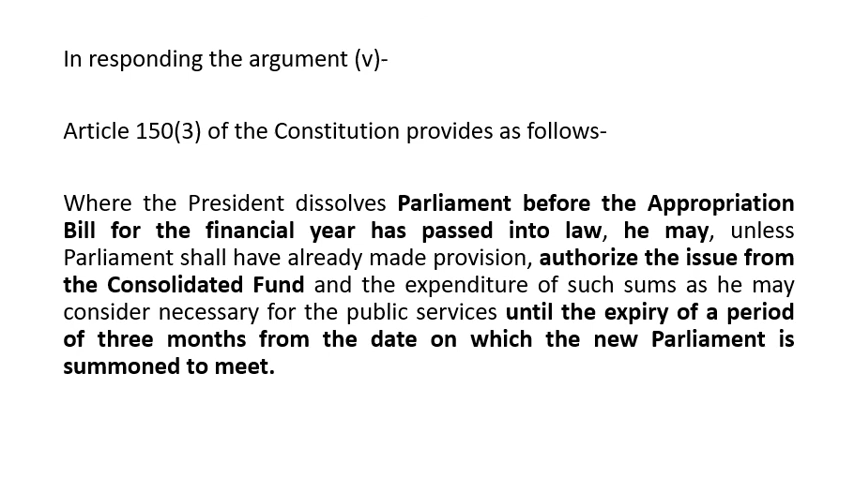 In responding the argument (v)-
Article 150(3) of the Constitution provides as follows-
Where the President dissolves Parliament before the Appropriation
Bill for the financial year has passed into law, he may, unless
Parliament shall have already made provision, authorize the issue from
the Consolidated Fund and the expenditure of such sums as he may
consider necessary for the public services until the expiry of a period
of three months from the date on which the new Parliament is
summoned to meet.